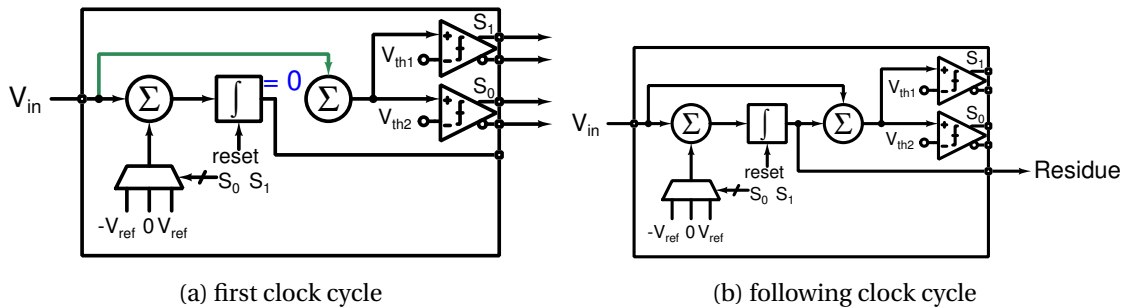 S1
Vth1
= 0
Vin
Σ
∫
Σ
S0
Vth2
reset
S0 S1
-Vref 0 Vref
(a) first clock cycle
S1
Vth1
Vin
Σ
∫
Σ
S0
Vth2
reset
S0 S1
Residue
-Vref 0 Vref
(b) following clock cycle